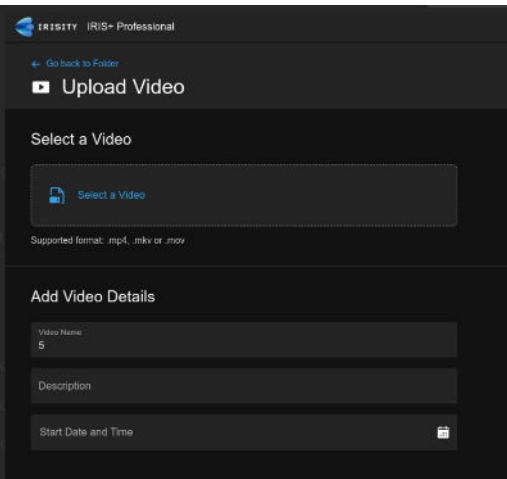 IRISITY IRIS+ Professional
← Go back to Folder
Upload Video
Select a Video
Select a Video
Supported format: .mp4, .mkv or .mov
Add Video Details
Video Name
5
Description
Start Date and Time